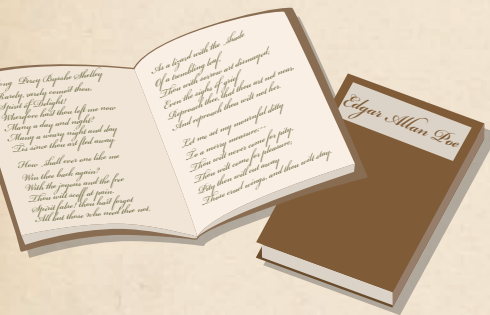 Percy Bysshe Shelley
Rarely, rarely comest thou,
Spirit of Delight!
Wherefore hast thou left me now
Many a day and night?
Many a weary night and day
'Tis since thou art fled away.
How shall ever one like me
Win thee back again?
With the joyous and the free
Thou wilt scoff at pain.
Spirit false! thou hast forgot
All but those who need thee not.
As a lizard with the shade
Of a trembling leaf,
Thou with sorrow art dismayed;
Even the sighs of grief
Reproach thee, that thou art not near,
And reproach thou wilt not hear.
Let me set my mournful ditty
To a merry measure;--
Thou wilt never come for pity,
Thou wilt come for pleasure;
Pity then will cut away
Those cruel wings, and thou wilt stay.
Edgar Allan Poe